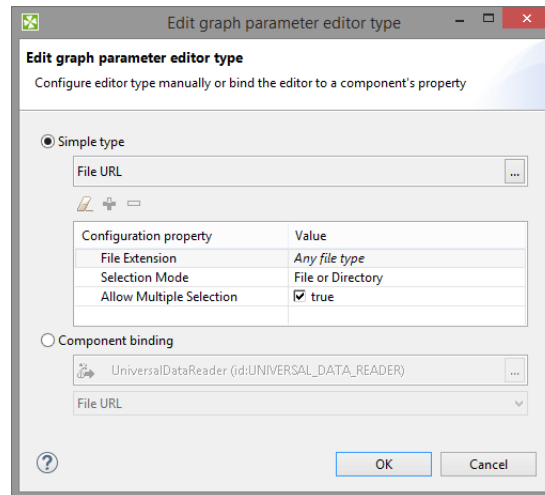 Edit graph parameter editor type
Edit graph parameter editor type
Configure editor type manually or bind the editor to a component's property
Simple type
File URL
...
Configuration property Value
File Extension Any file type
Selection Mode File or Directory
Allow Multiple Selection true
Component binding
UniversalDataReader (id:UNIVERSAL_DATA_READER)
...
File URL
? OK Cancel